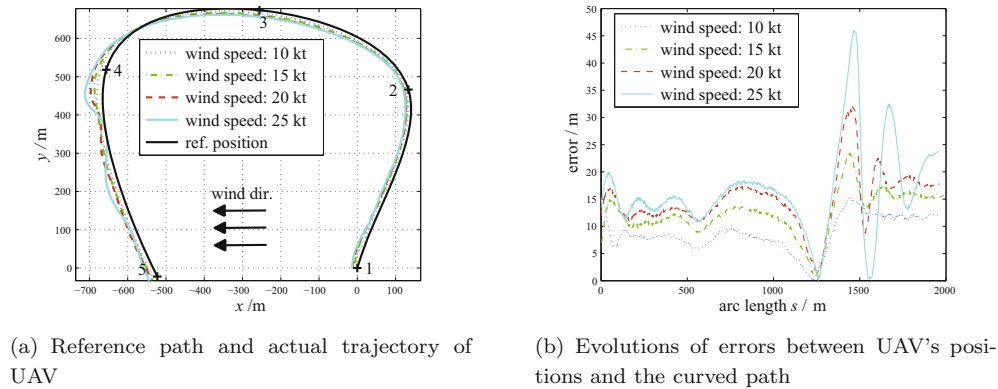 600
500
400
300
200
100
0
y / m
−700 −600 −500 −400 −300 −200 −100 0 100
x / m
wind speed: 10 kt
wind speed: 15 kt
wind speed: 20 kt
wind speed: 25 kt
ref. position
wind dir.
1
2
3
4
5
50
45
40
35
30
25
20
15
10
5
0
error / m
0 500 1000 1500 2000
arc length s / m
wind speed: 10 kt
wind speed: 15 kt
wind speed: 20 kt
wind speed: 25 kt
(a) Reference path and actual trajectory of
UAV
(b) Evolutions of errors between UAV's posi-
tions and the curved path